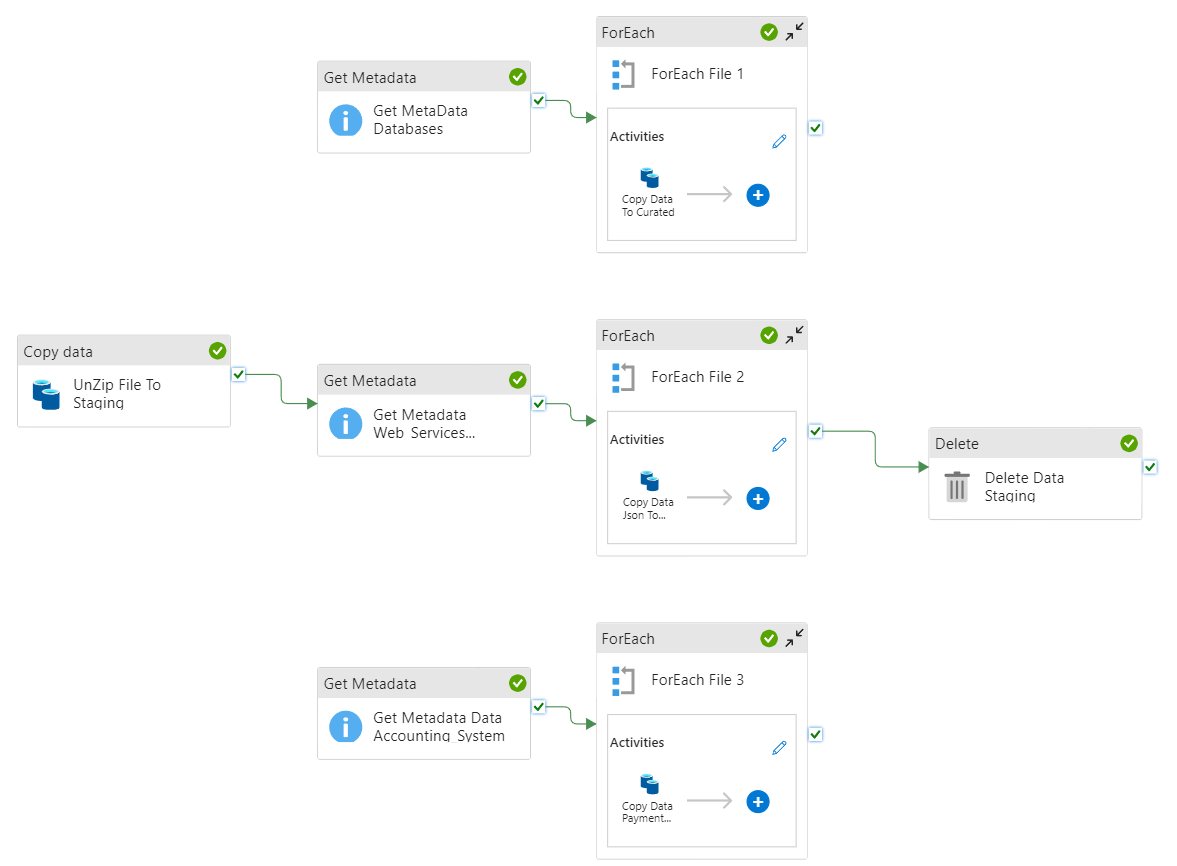 ForEach
ForEach File 1
Activities
Copy Data
To Curated
Get Metadata
Get MetaData
Databases
Copy data
UnZip File To
Staging
Get Metadata
Get Metadata
Web_Services...
ForEach
ForEach File 2
Activities
Copy Data
Json To...
Delete
Delete Data
Staging
Get Metadata
Get Metadata Data
Accounting_System
ForEach
ForEach File 3
Activities
Copy Data
Payment...